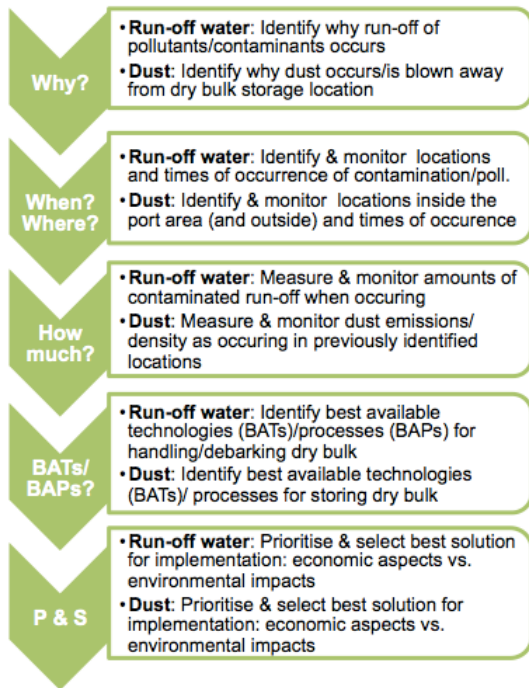 Why?
• Run-off water: Identify why run-off of
pollutants/contaminants occurs
• Dust: Identify why dust occurs/is blown away
from dry bulk storage location
When?
Where?
• Run-off water: Identify & monitor locations
and times of occurrence of contamination/poll.
• Dust: Identify & monitor locations inside the
port area (and outside) and times of occurence
How
much?
• Run-off water: Measure & monitor amounts of
contaminated run-off when occuring
• Dust: Measure & monitor dust emissions/
density as occuring in previously identified
locations
BATs/
BAPs?
• Run-off water: Identify best available
technologies (BATs)/processes (BAPs) for
handling/debarking dry bulk
• Dust: Identify best available technologies
(BATs)/ processes for storing dry bulk
P & S
• Run-off water: Prioritise & select best solution
for implementation: economic aspects vs.
environmental impacts
• Dust: Prioritise & select best solution for
implementation: economic aspects vs.
environmental impacts